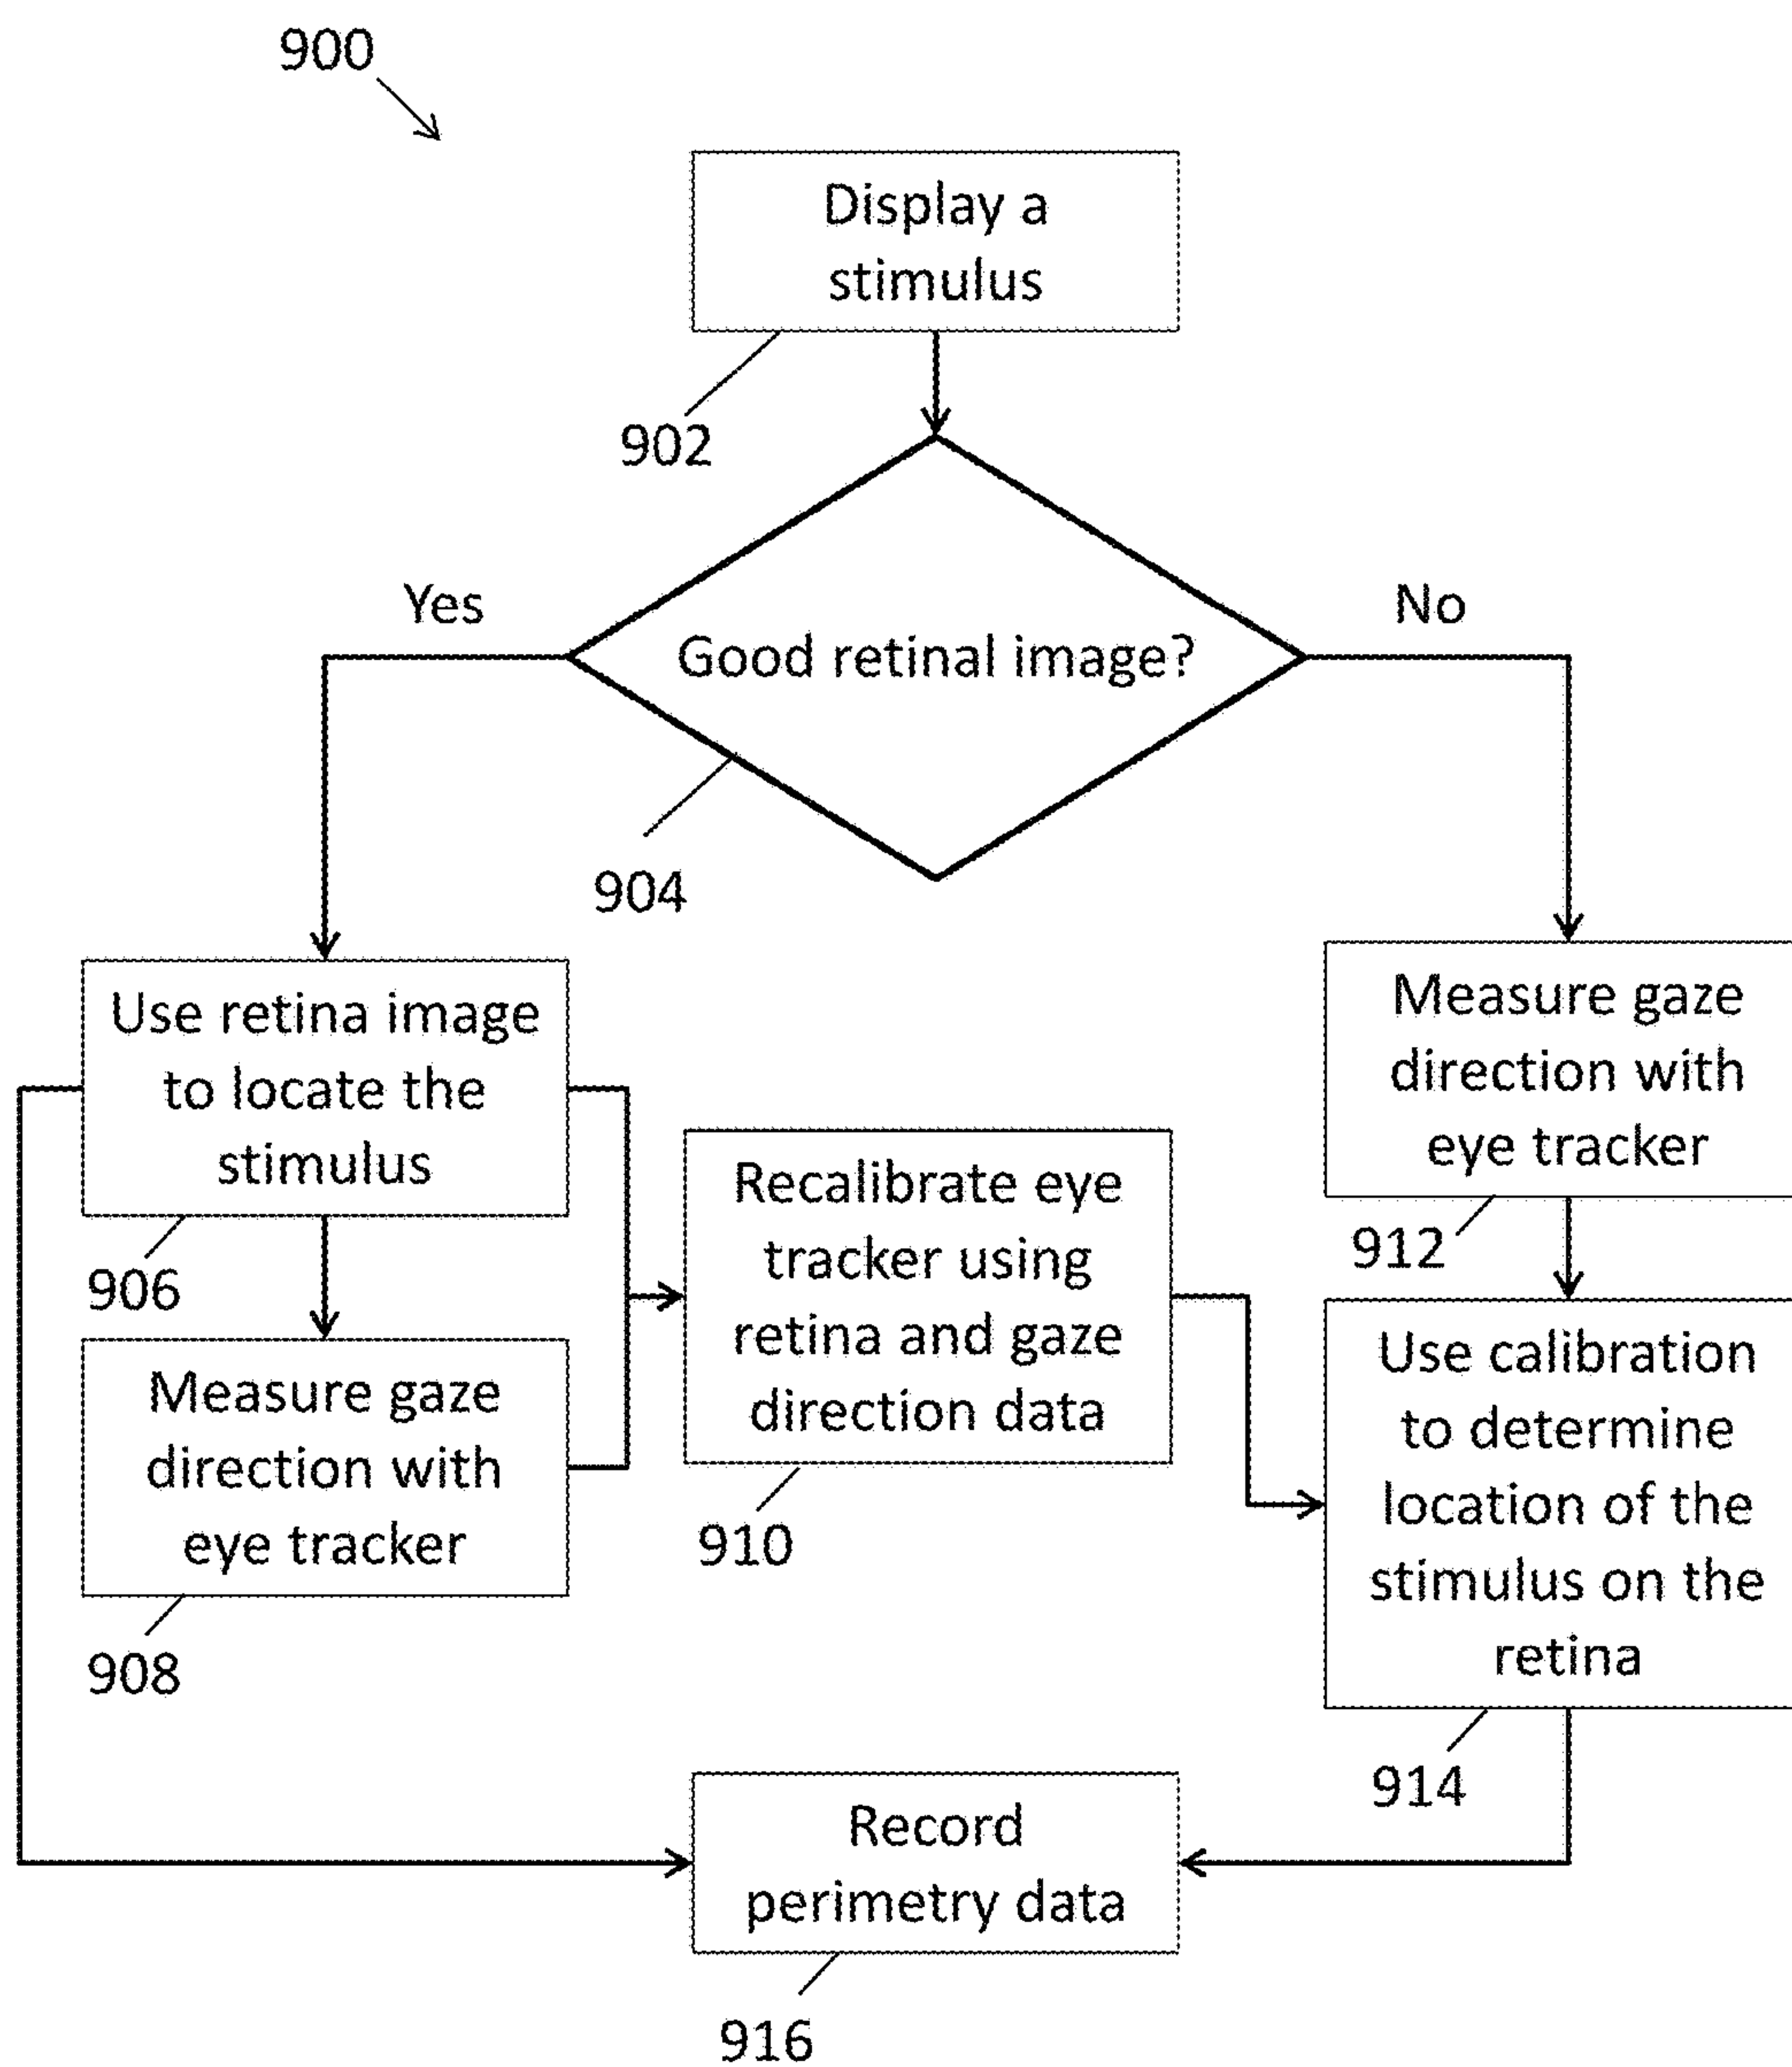 900
Display a
stimulus
902
Yes
No
Good retinal image?
904
Use retina image
to locate the
stimulus
906
Measure gaze
direction with
eye tracker
908
Recalibrate eye
tracker using
retina and gaze
direction data
910
Measure gaze
direction with
eye tracker
912
Use calibration
to determine
location of the
stimulus on the
retina
914
Record
perimetry data
916